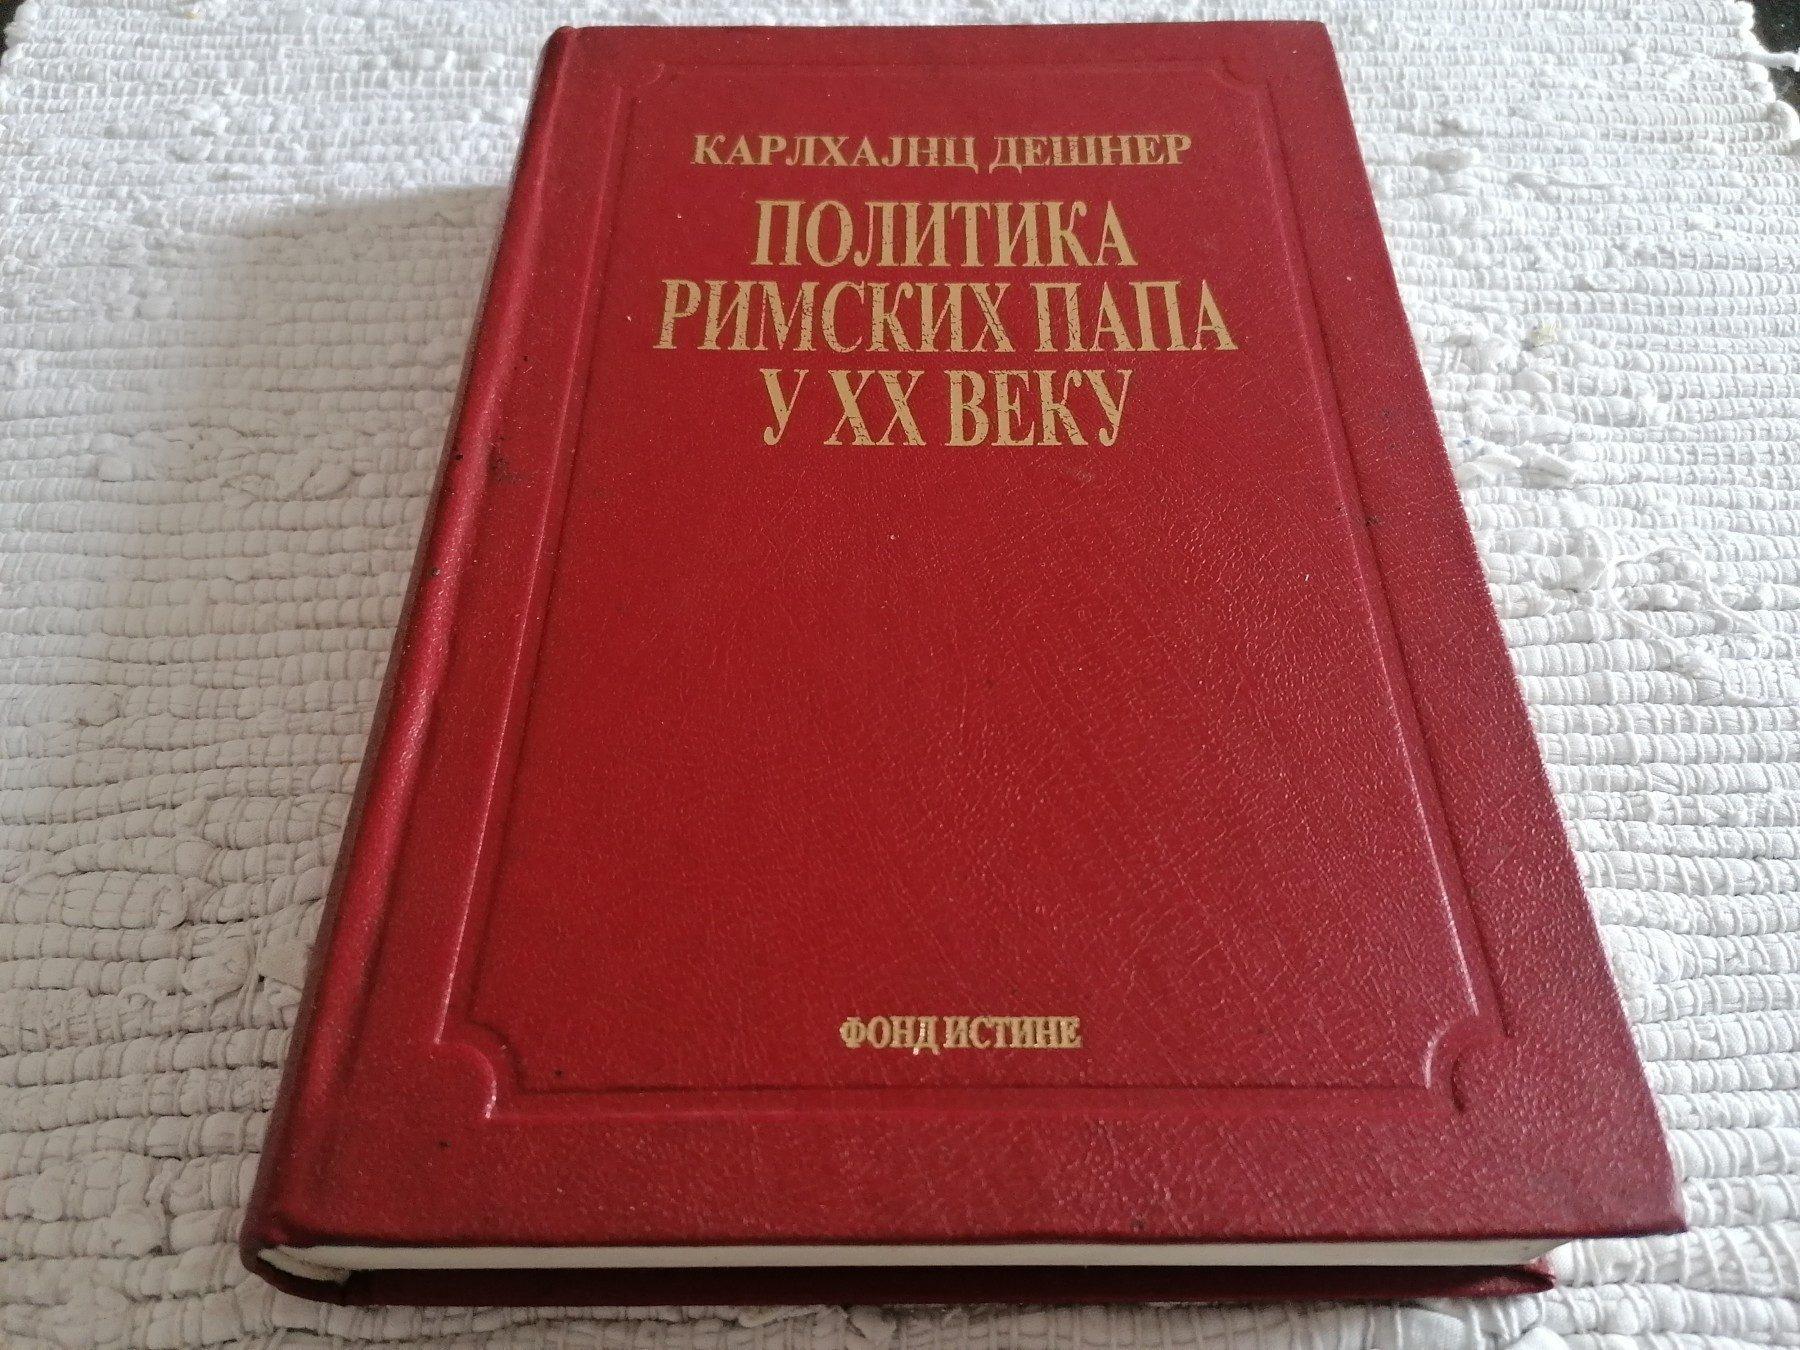 КАРЛХАЈНЦ ДЕШНЕР
ПОЛИТИКА
РИМСКИХ ПАПА
У XX ВЕКУ
ФОНД ИСТИНЕ